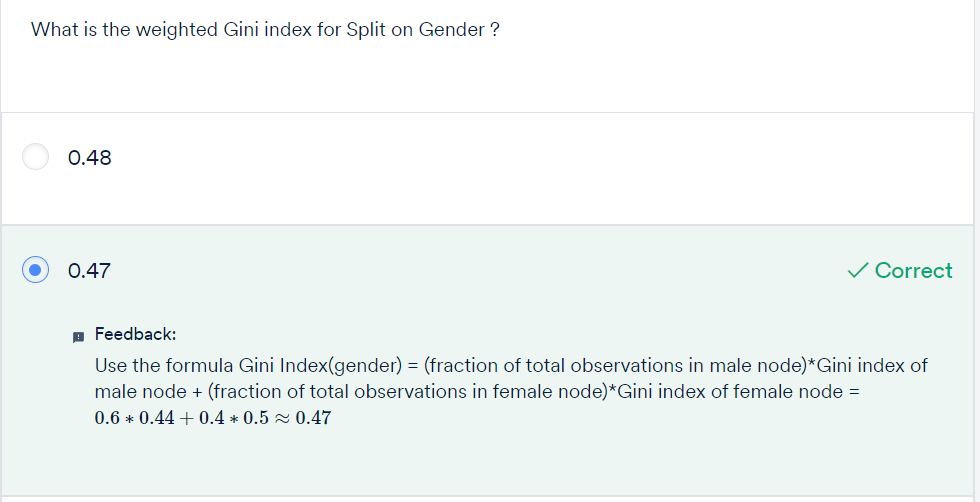 What is the weighted Gini index for Split on Gender ?
0.48
0.47
✓ Correct
Feedback:
Use the formula Gini Index(gender) = (fraction of total observations in male node)*Gini index of
male node + (fraction of total observations in female node)*Gini index of female node =
0.6 ∗ 0.44 + 0.4 ∗ 0.5 ≈ 0.47